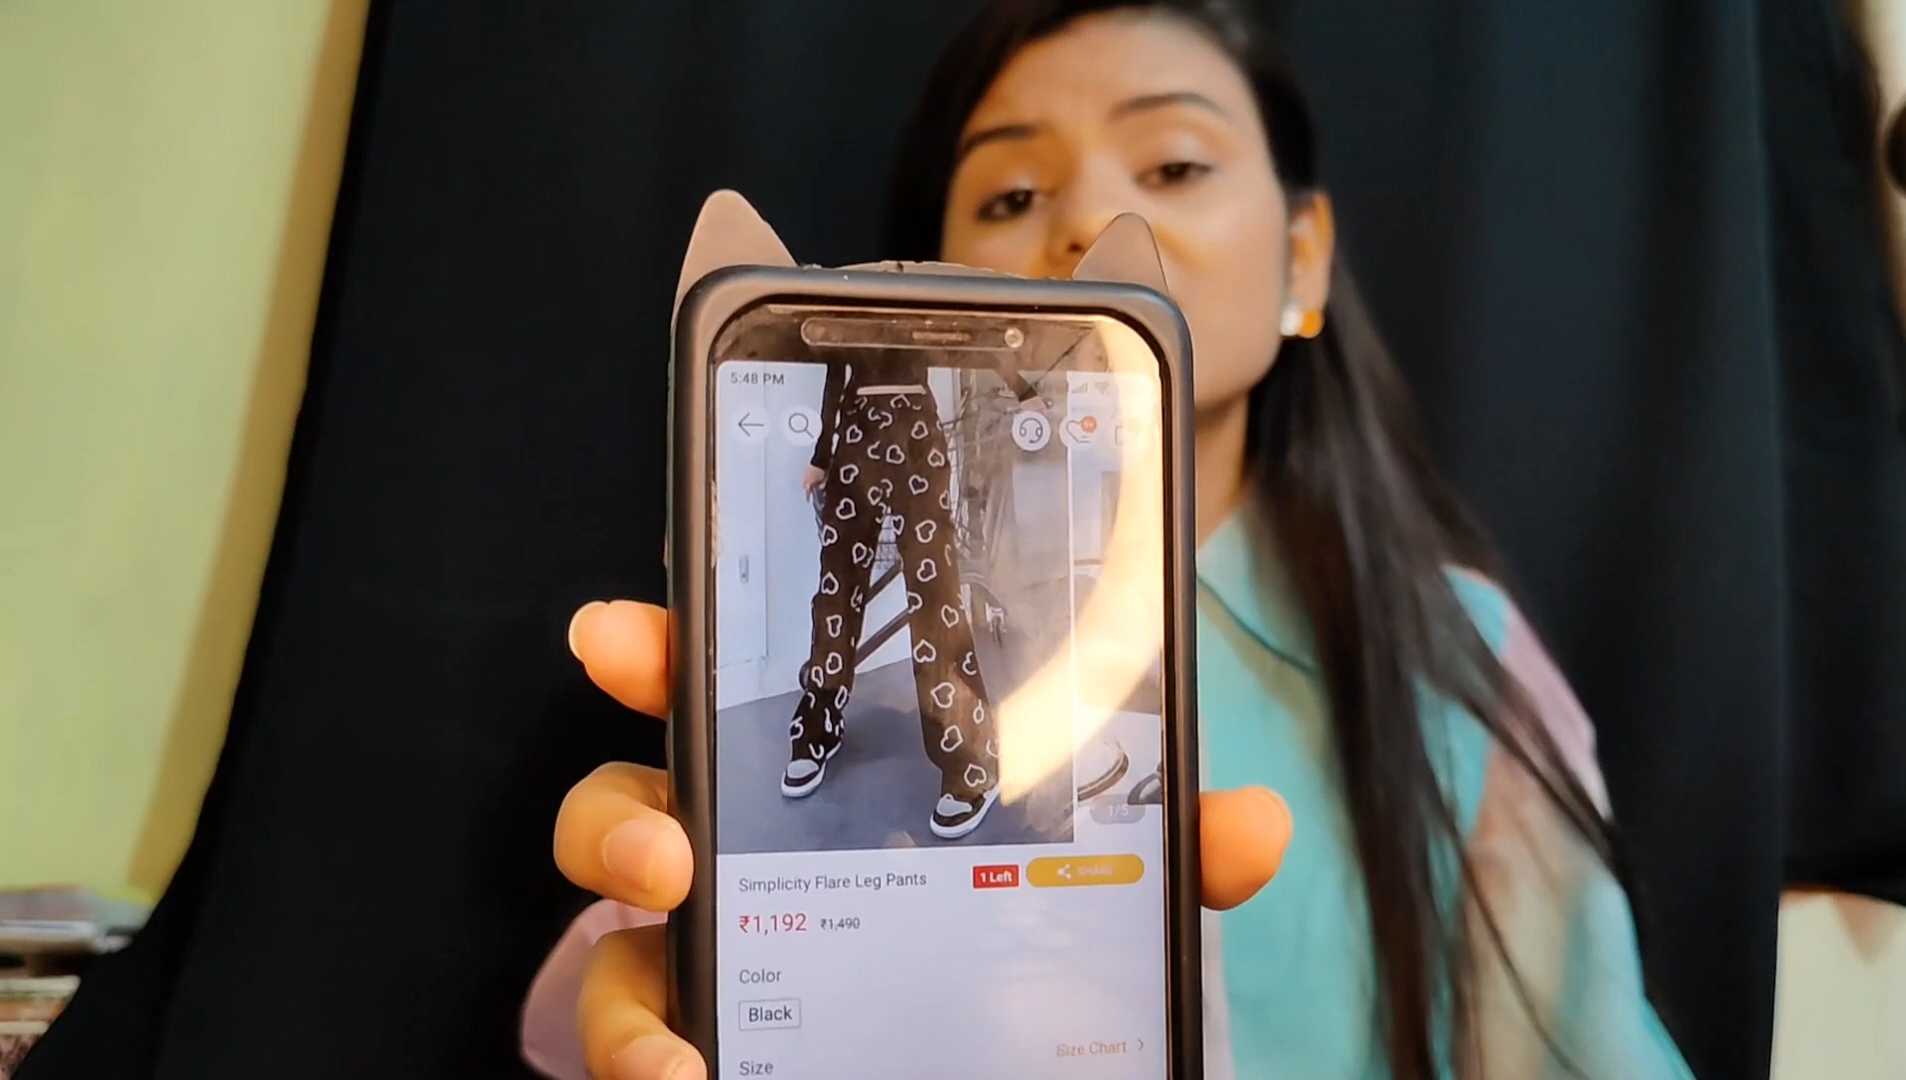 5:48 PM
1/5
Simplicity Flare Leg Pants
1 Left
SHARE
₹1,192 ₹1,490
Color
Black
Size Chart
Size